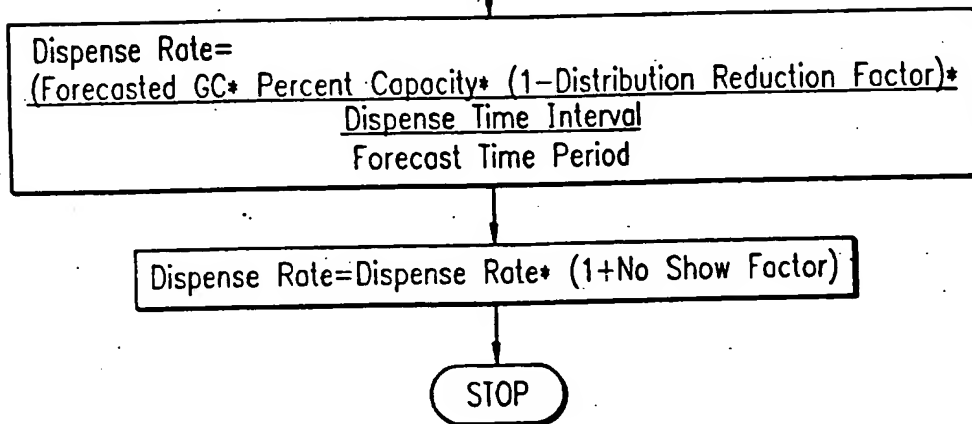 Dispense Rate=
(Forecasted GC* Percent Capacity* (1-Distribution Reduction Factor)*
Dispense Time Interval
Forecast Time Period
Dispense Rate=Dispense Rate* (1+No Show Factor)
STOP